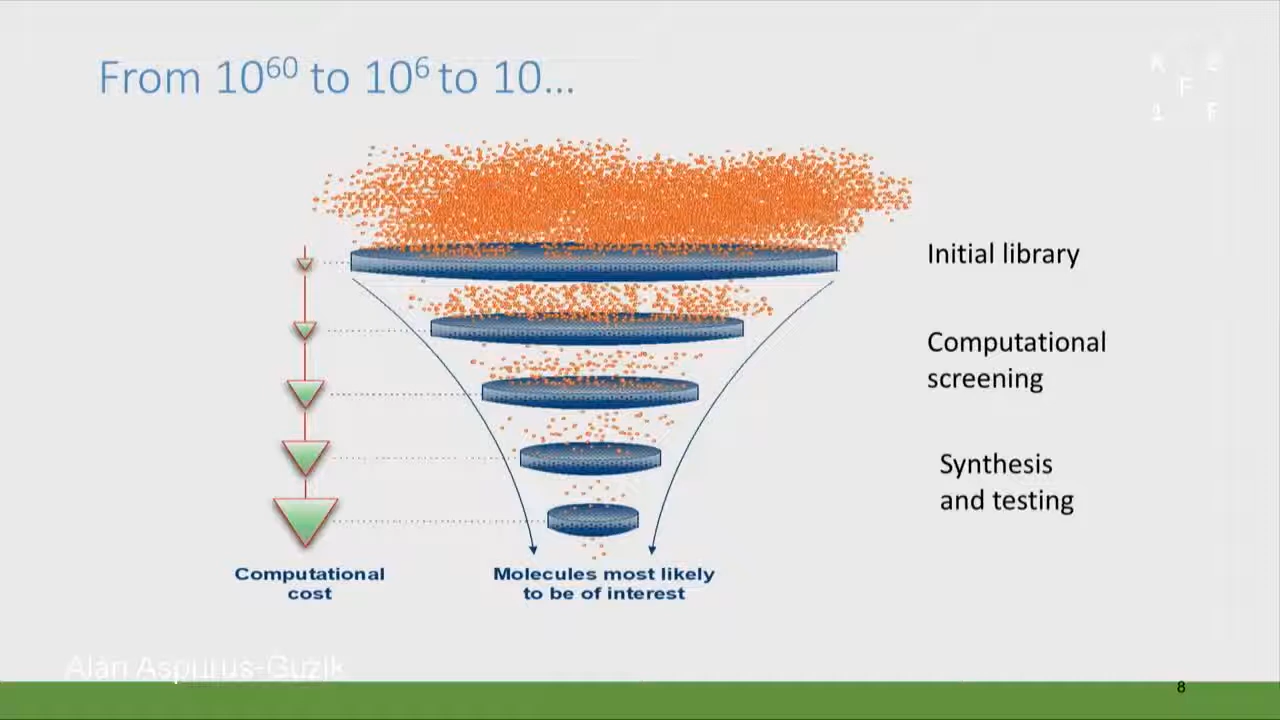 From 10⁶⁰ to 10⁶ to 10...
Initial library
Computational
screening
Synthesis
and testing
Computational
cost
Molecules most likely
to be of interest
Alan Aspurus-Guzik
8